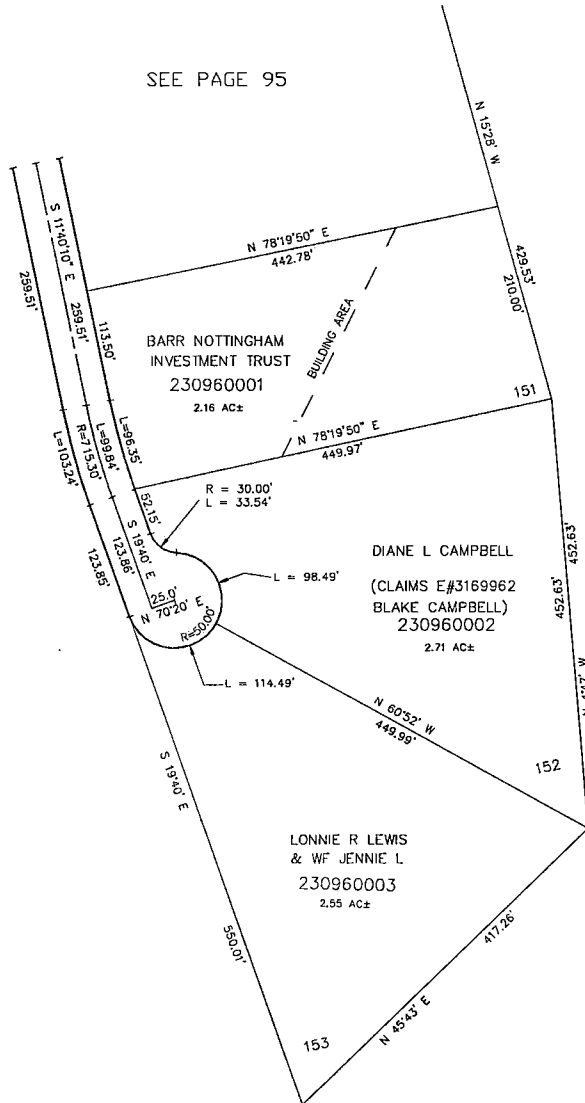 SEE PAGE 95
N 15°28' W
N 78°19'50" E
442.78'
S 11°40'10" E
259.51'
259.51'
113.50'
429.53'
210.00'
BARR NOTTINGHAM
INVESTMENT TRUST
230960001
2.16 AC±
BUILDING AREA
151
N 78°19'50" E
449.97'
L=103.24'
R=715.30'
L=99.84'
L=96.35'
52.15'
R = 30.00'
L = 33.54'
123.85'
123.86'
S 19°40' E
25.0'
N 70°20' E
R=50.00'
L = 98.49'
L = 114.49'
DIANE L CAMPBELL
(CLAIMS E#3169962
BLAKE CAMPBELL)
230960002
2.71 AC±
452.63'
452.63'
N 60°52' W
449.99'
152
S 19°40' E
550.01'
LONNIE R LEWIS
& WF JENNIE L
230960003
2.55 AC±
417.26'
N 45°43' E
153